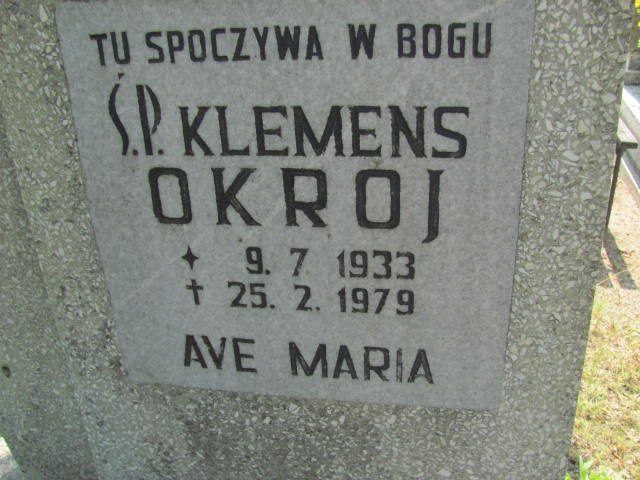 TU SPOCZYWA W BOGU
Ś.P. KLEMENS
OKROJ
✦ 9. 7 1933
✝ 25. 2. 1979
AVE MARIA